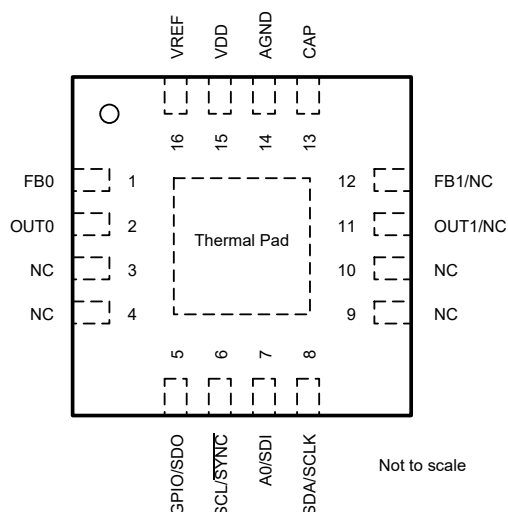 VREF
VDD
AGND
CAP
16
15
14
13
FB0 1
12 FB1/NC
OUT0 2
11 OUT1/NC
Thermal Pad
NC 3
10 NC
NC 4
9 NC
5
6
7
8
GPIO/SDO
SCL/SYNC
A0/SDI
SDA/SCLK
Not to scale